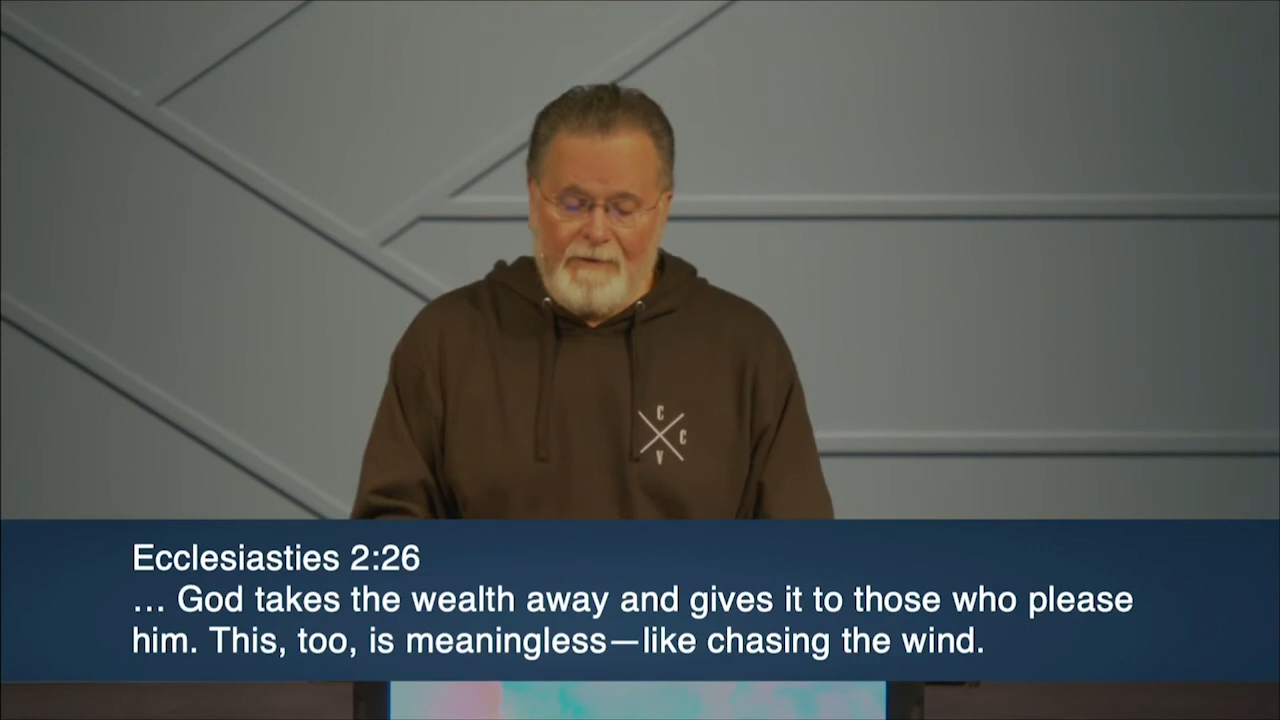 C
C
V
Ecclesiasties 2:26
… God takes the wealth away and gives it to those who please
him. This, too, is meaningless—like chasing the wind.